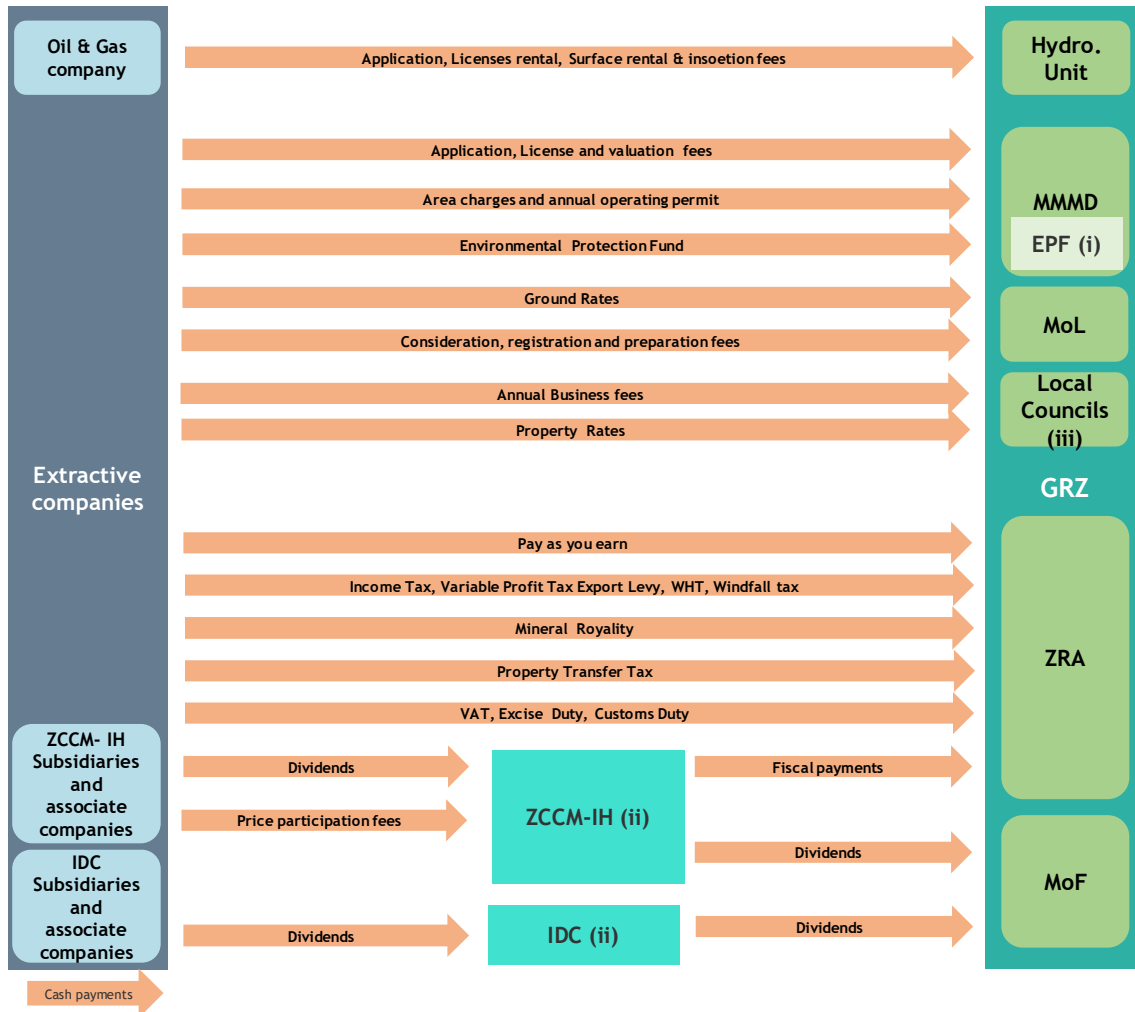 Oil & Gas
company
Application, Licenses rental, Surface rental & insoetion fees
Hydro.
Unit
Application, License and valuation fees
Area charges and annual operating permit
MMMD
Environmental Protection Fund
EPF (i)
Ground Rates
MoL
Consideration, registration and preparation fees
Annual Business fees
Local
Councils
(iii)
Property Rates
Extractive
companies
GRZ
Pay as you earn
Income Tax, Variable Profit Tax Export Levy, WHT, Windfall tax
Mineral Royality
ZRA
Property Transfer Tax
VAT, Excise Duty, Customs Duty
ZCCM- IH
Subsidiaries
and
associate
companies
Dividends
Price participation fees
ZCCM-IH (ii)
Fiscal payments
Dividends
MoF
IDC
Subsidiaries
and
associate
companies
Dividends
IDC (ii)
Dividends
Cash payments